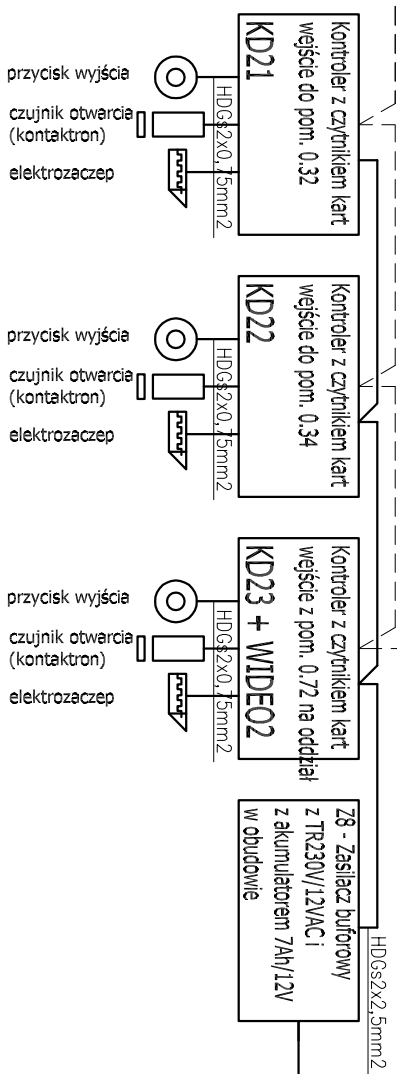 Kontroler z czytnikiem kart
wejście do pom. 0.32
KD21
HDGs2x0,75mm2
przycisk wyjścia
czujnik otwarcia
(kontaktron)
elektrozaczep
Kontroler z czytnikiem kart
wejście do pom. 0.34
KD22
HDGs2x0,75mm2
przycisk wyjścia
czujnik otwarcia
(kontaktron)
elektrozaczep
Kontroler z czytnikiem kart
wejście z pom. 0.72 na oddział
KD23 + WIDEO2
HDGs2x0,75mm2
przycisk wyjścia
czujnik otwarcia
(kontaktron)
elektrozaczep
Z8 - Zasilacz buforowy
z TR230V/12VAC i
z akumulatorem 7Ah/12V
w obudowie
HDGs2x2,5mm2